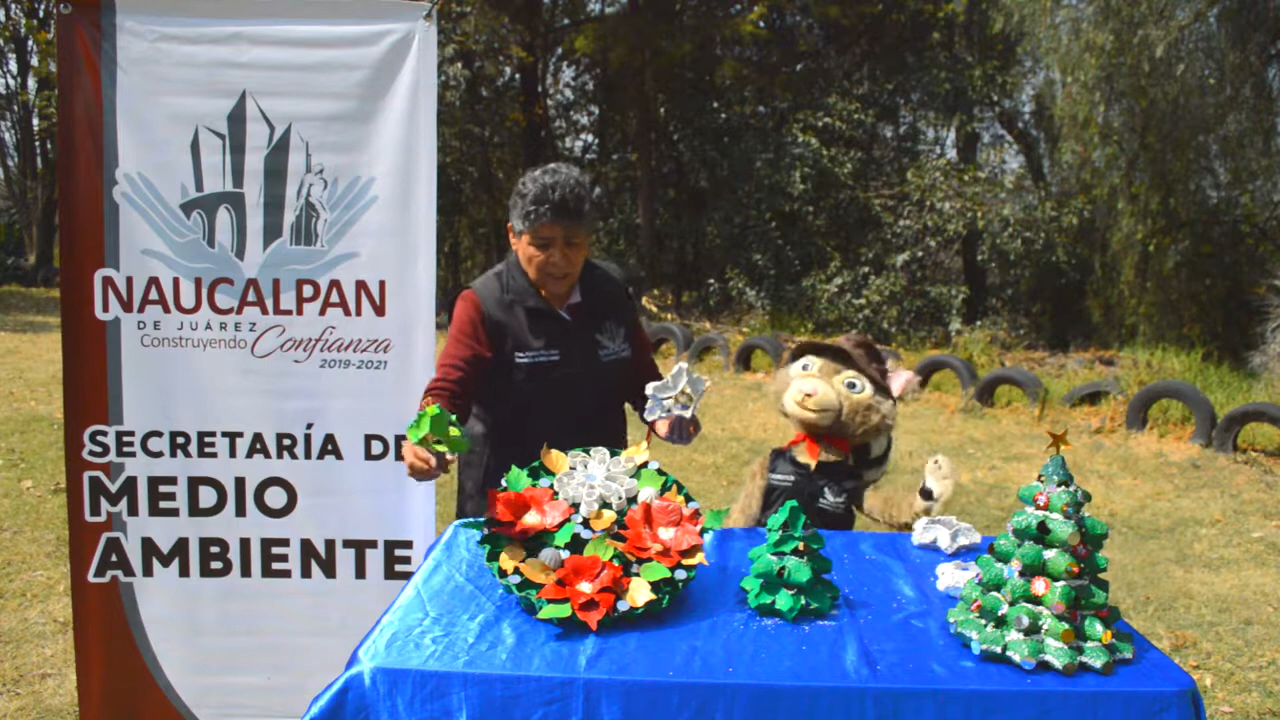 NAUCALPAN
DE JUÁREZ
Construyendo Confianza
2019-2021
SECRETARÍA DE
MEDIO
AMBIENTE